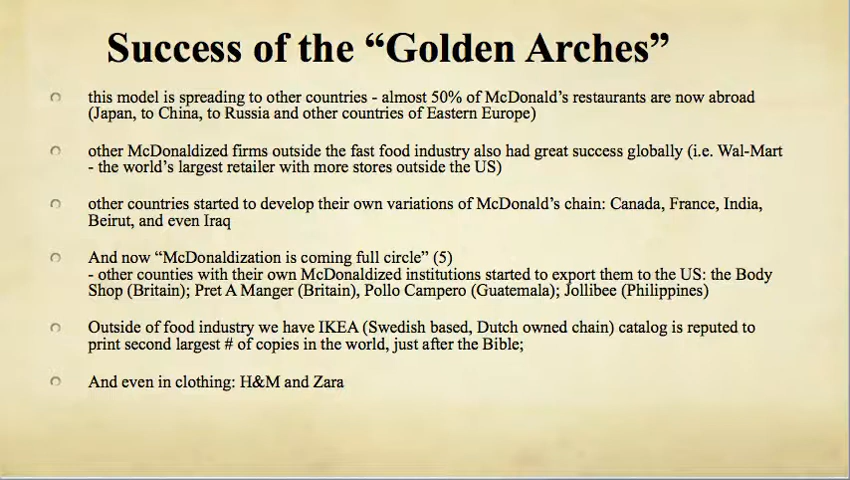 Success of the “Golden Arches”
this model is spreading to other countries - almost 50% of McDonald’s restaurants are now abroad
(Japan, to China, to Russia and other countries of Eastern Europe)
other McDonaldized firms outside the fast food industry also had great success globally (i.e. Wal-Mart
- the world’s largest retailer with more stores outside the US)
other countries started to develop their own variations of McDonald’s chain: Canada, France, India,
Beirut, and even Iraq
And now “McDonaldization is coming full circle” (5)
- other counties with their own McDonaldized institutions started to export them to the US: the Body
Shop (Britain); Pret A Manger (Britain), Pollo Campero (Guatemala); Jollibee (Philippines)
Outside of food industry we have IKEA (Swedish based, Dutch owned chain) catalog is reputed to
print second largest # of copies in the world, just after the Bible;
And even in clothing: H&M and Zara